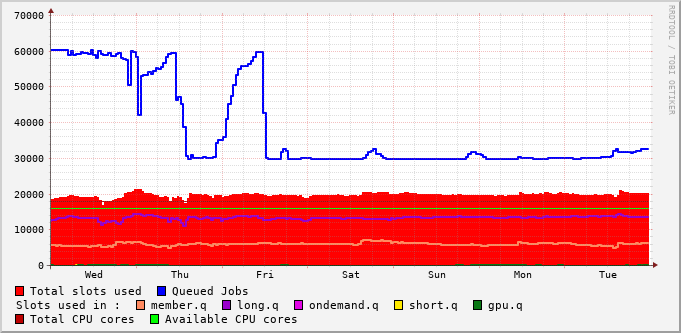 RRDTOOL / TOBI OETIKER
70000
60000
50000
40000
30000
20000
10000
0
Wed Thu Fri Sat Sun Mon Tue
Total slots used Queued Jobs
Slots used in : member.q long.q ondemand.q short.q gpu.q
Total CPU cores Available CPU cores